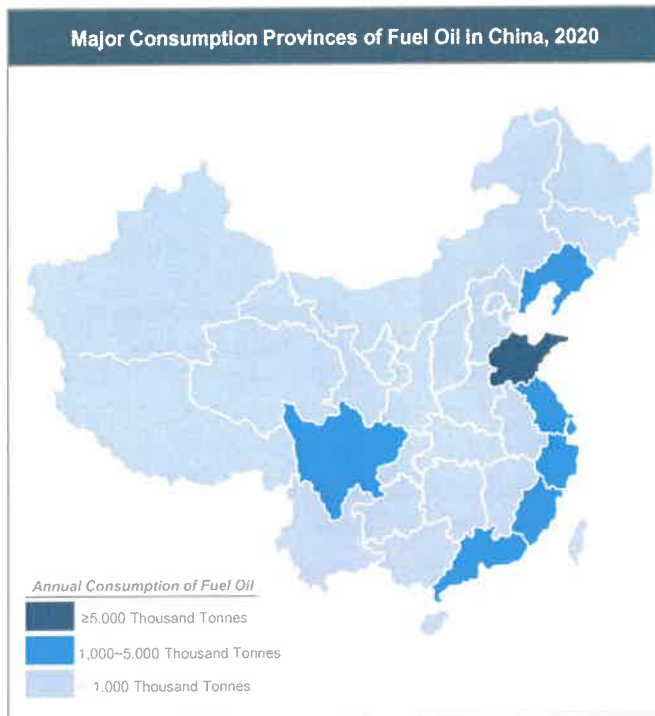 Major Consumption Provinces of Fuel Oil in China, 2020
Annual Consumption of Fuel Oil
≥5.000 Thousand Tonnes
1,000~5.000 Thousand Tonnes
1.000 Thousand Tonnes